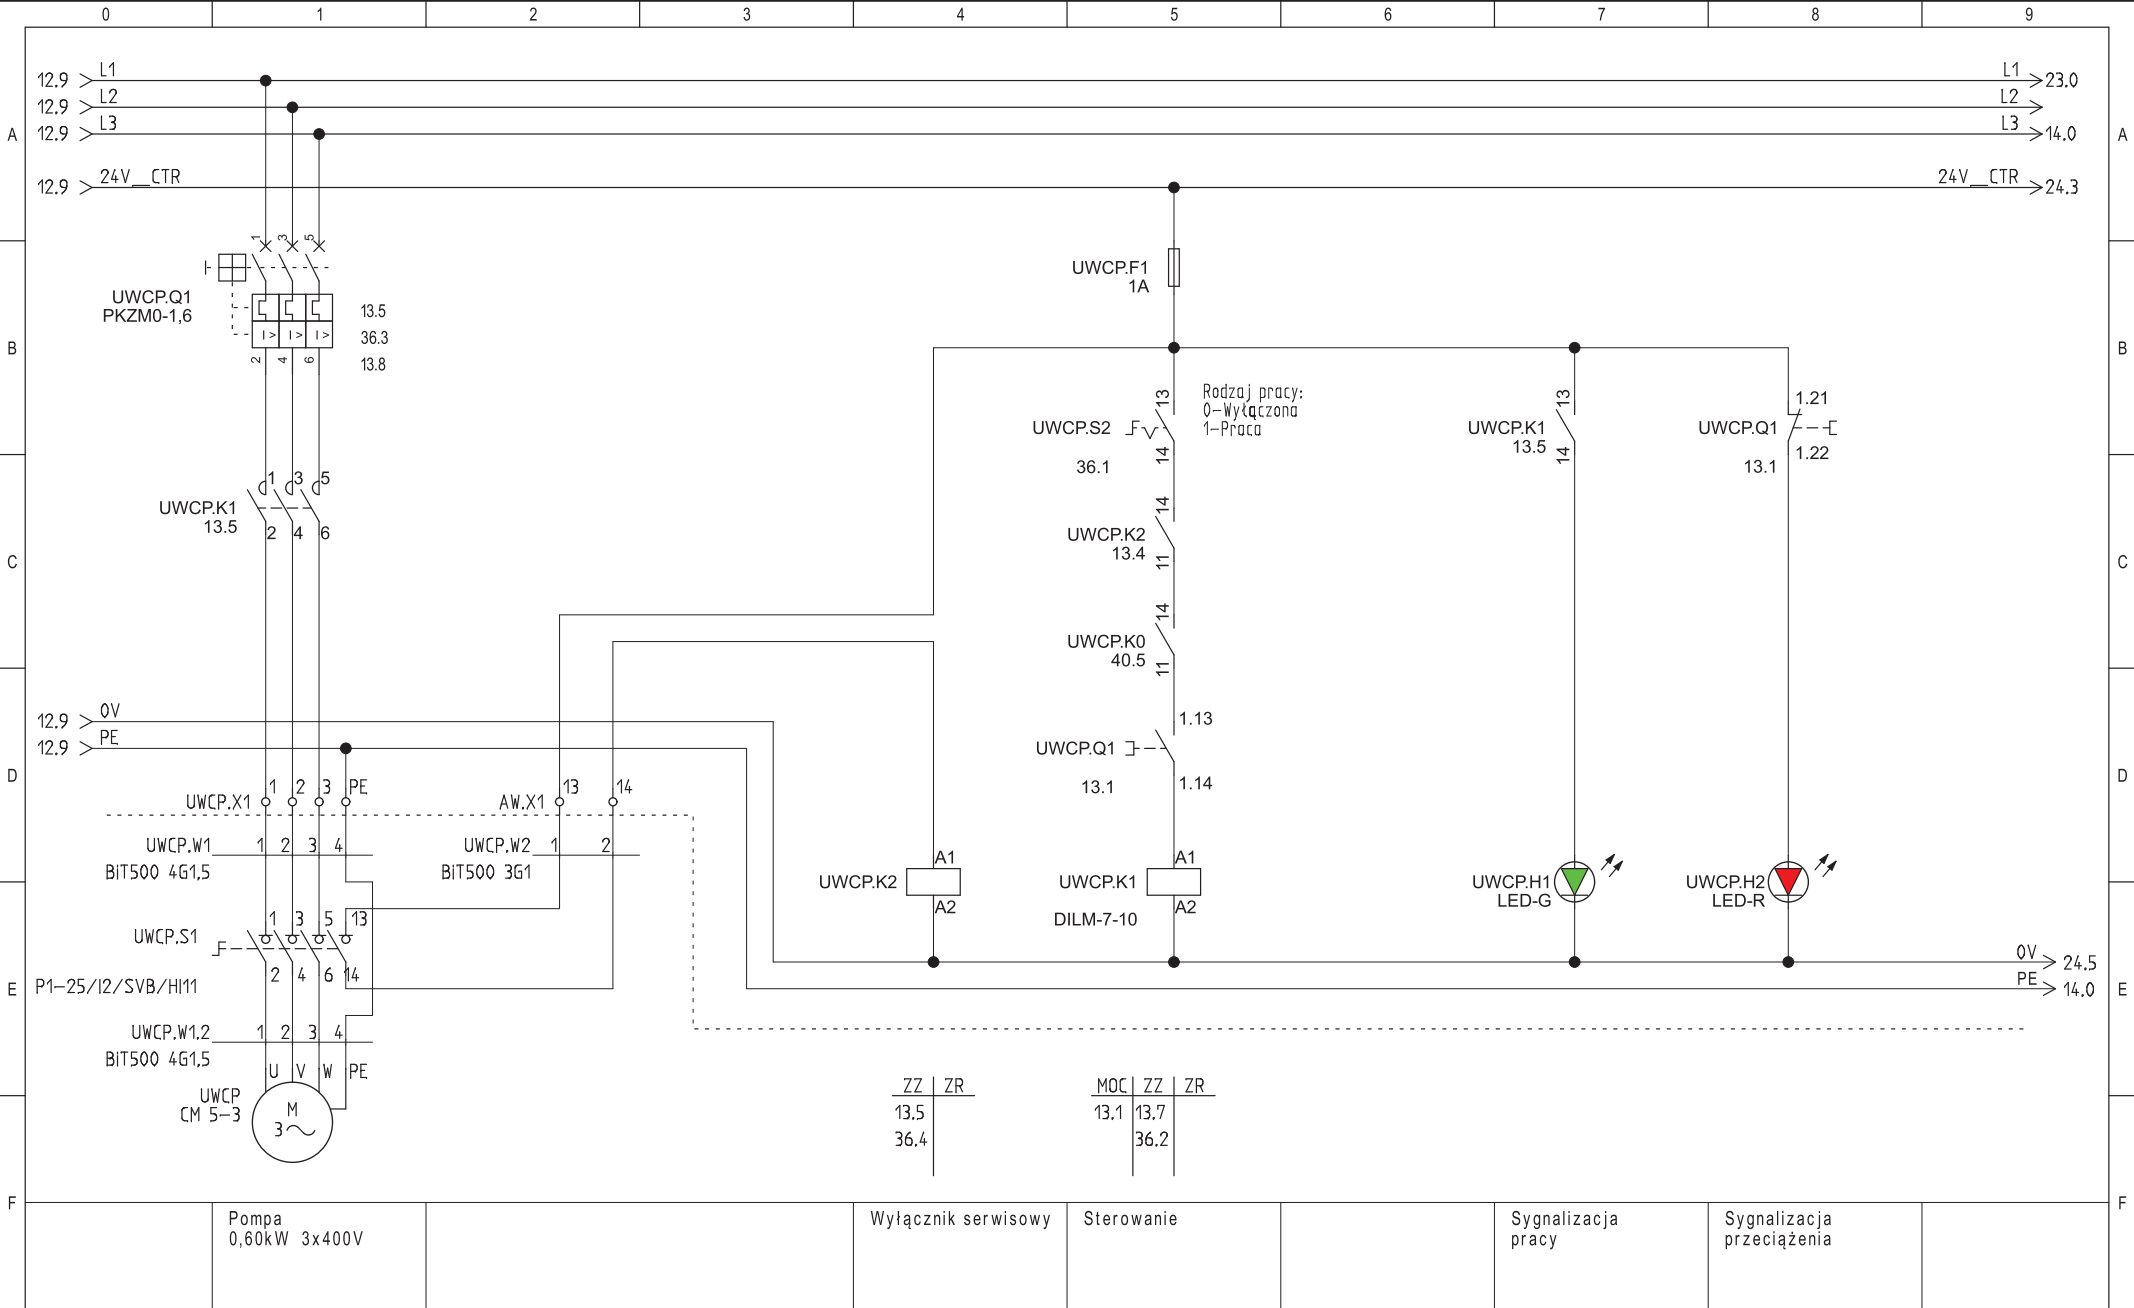 0 1 2 3 4 5 6 7 8 9
12.9 L1 L1 23.0
12.9 L2 L2
A 12.9 L3 L3 14.0 A
12.9 24V__CTR 24V__CTR 24.3
1 3 5
UWCP.Q1
PKZM0-1,6
I> I> I>
2 4 6
13.5
36.3
13.8
UWCP.F1
1A
B B
13
UWCP.S2
36.1
14
Rodzaj pracy:
0-Wyłączona
1-Praca
13
UWCP.K1
13.5
14
1.21
UWCP.Q1
13.1
1.22
1 3 5
UWCP.K1
13.5
2 4 6
14
UWCP.K2
13.4
11
C C
14
UWCP.K0
40.5
11
12.9 0V
12.9 PE
1.13
UWCP.Q1
13.1
1.14
D D
UWCP.X1 1 2 3 PE
AW.X1 13 14
UWCP.W1 1 2 3 4
BiT500 4G1,5
UWCP.W2 1 2
BiT500 3G1
A1
UWCP.K2
A2
A1
UWCP.K1
A2
DILM-7-10
UWCP.H1
LED-G
UWCP.H2
LED-R
1 3 5 13
UWCP.S1
2 4 6 14
P1-25/I2/SVB/HI11
0V 24.5
PE 14.0
E E
UWCP.W1.2 1 2 3 4
BiT500 4G1,5
U V W PE
UWCP
CM 5-3
M
3
ZZ ZR
13.5
36.4
MOC ZZ ZR
13.1 13.7
36.2
F F
Pompa
0,60kW 3x400V
Wyłącznik serwisowy
Sterowanie
Sygnalizacja
pracy
Sygnalizacja
przeciążenia